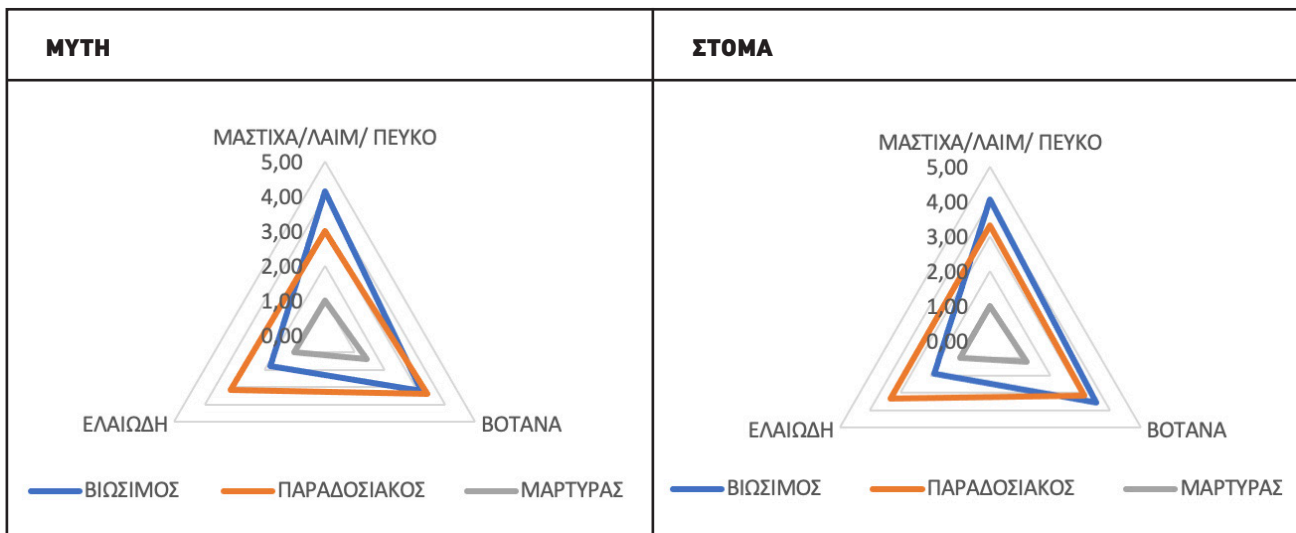 ΜΥΤΗ
ΜΑΣΤΙΧΑ/ΛΑΙΜ/ ΠΕΥΚΟ
5,00
4,00
3,00
2,00
1,00
0,00
ΕΛΑΙΩΔΗ
ΒΟΤΑΝΑ
ΒΙΩΣΙΜΟΣ ΠΑΡΑΔΟΣΙΑΚΟΣ ΜΑΡΤΥΡΑΣ
ΣΤΟΜΑ
ΜΑΣΤΙΧΑ/ΛΑΙΜ/ ΠΕΥΚΟ
5,00
4,00
3,00
2,00
1,00
0,00
ΕΛΑΙΩΔΗ
ΒΟΤΑΝΑ
ΒΙΩΣΙΜΟΣ ΠΑΡΑΔΟΣΙΑΚΟΣ ΜΑΡΤΥΡΑΣ